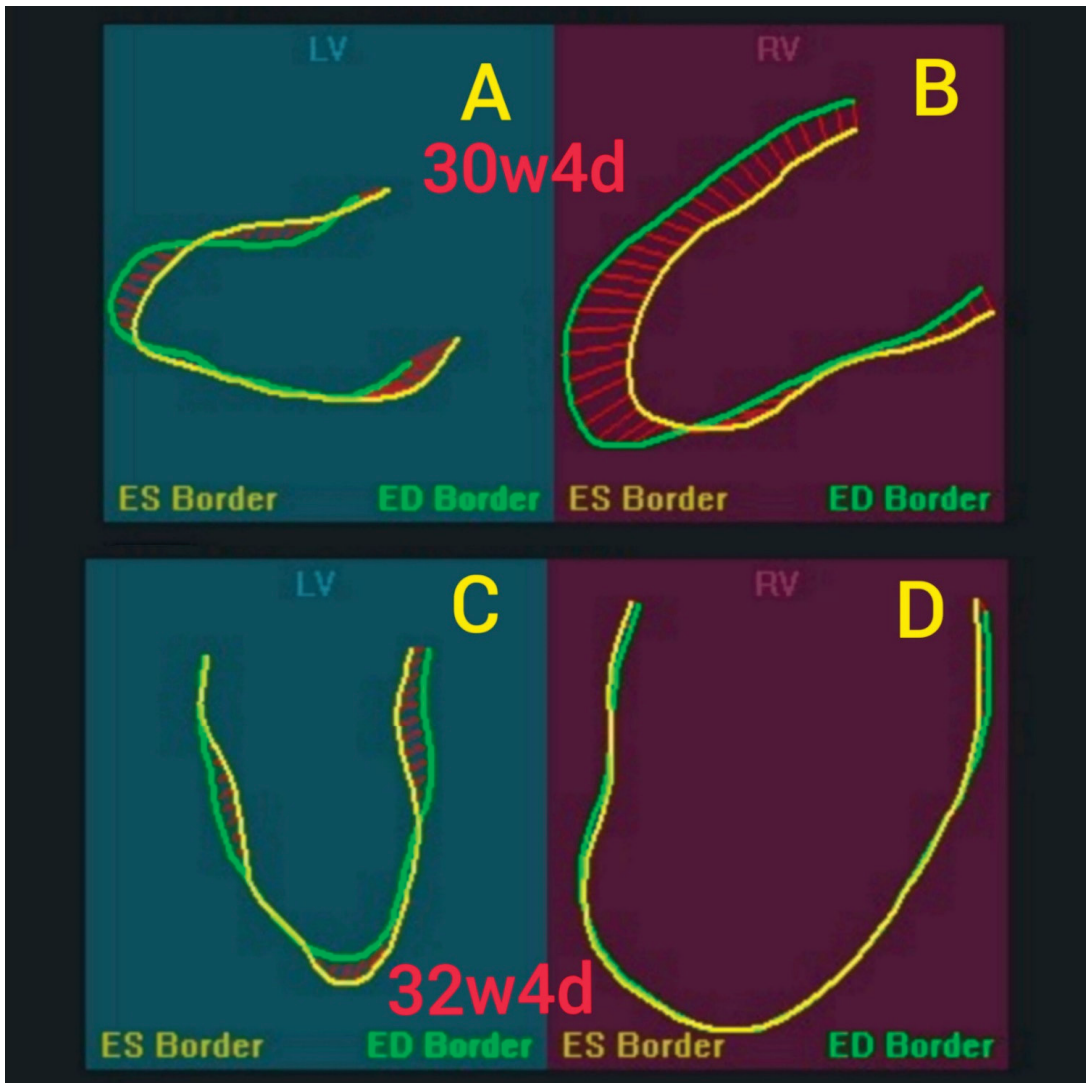 LV
A
RV
B
30w4d
ES Border
ED Border
ES Border
ED Border
LV
C
RV
D
32w4d
ES Border
ED Border
ES Border
ED Border